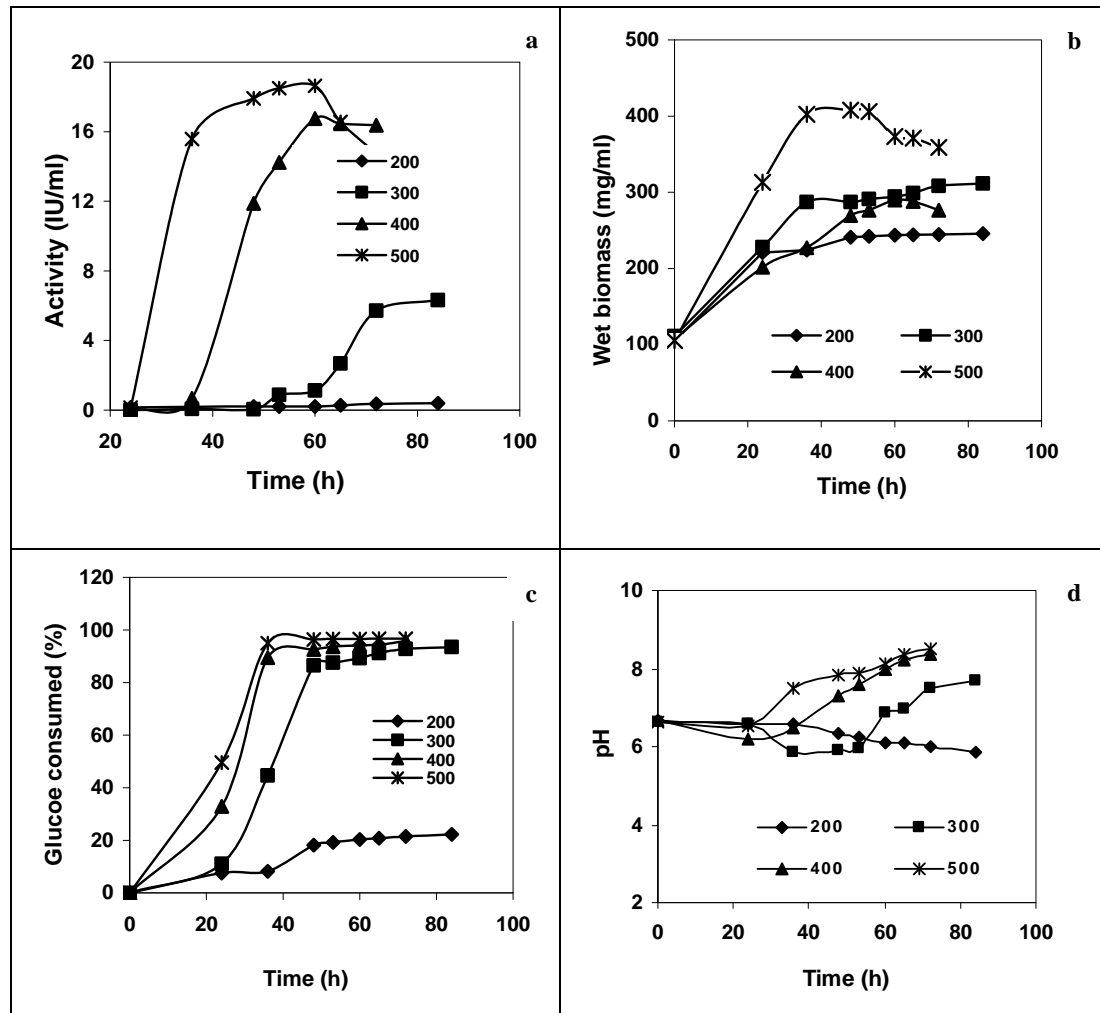 a
20
16
12
8
4
0
20 40 60 80 100
Activity (IU/ml)
Time (h)
200
300
400
500
b
500
400
300
200
100
0
0 20 40 60 80 100
Wet biomass (mg/ml)
Time (h)
200 300
400 500
c
120
100
80
60
40
20
0
0 20 40 60 80 100
Glucoe consumed (%)
Time (h)
200
300
400
500
d
10
8
6
4
2
0 20 40 60 80 100
pH
Time (h)
200 300
400 500